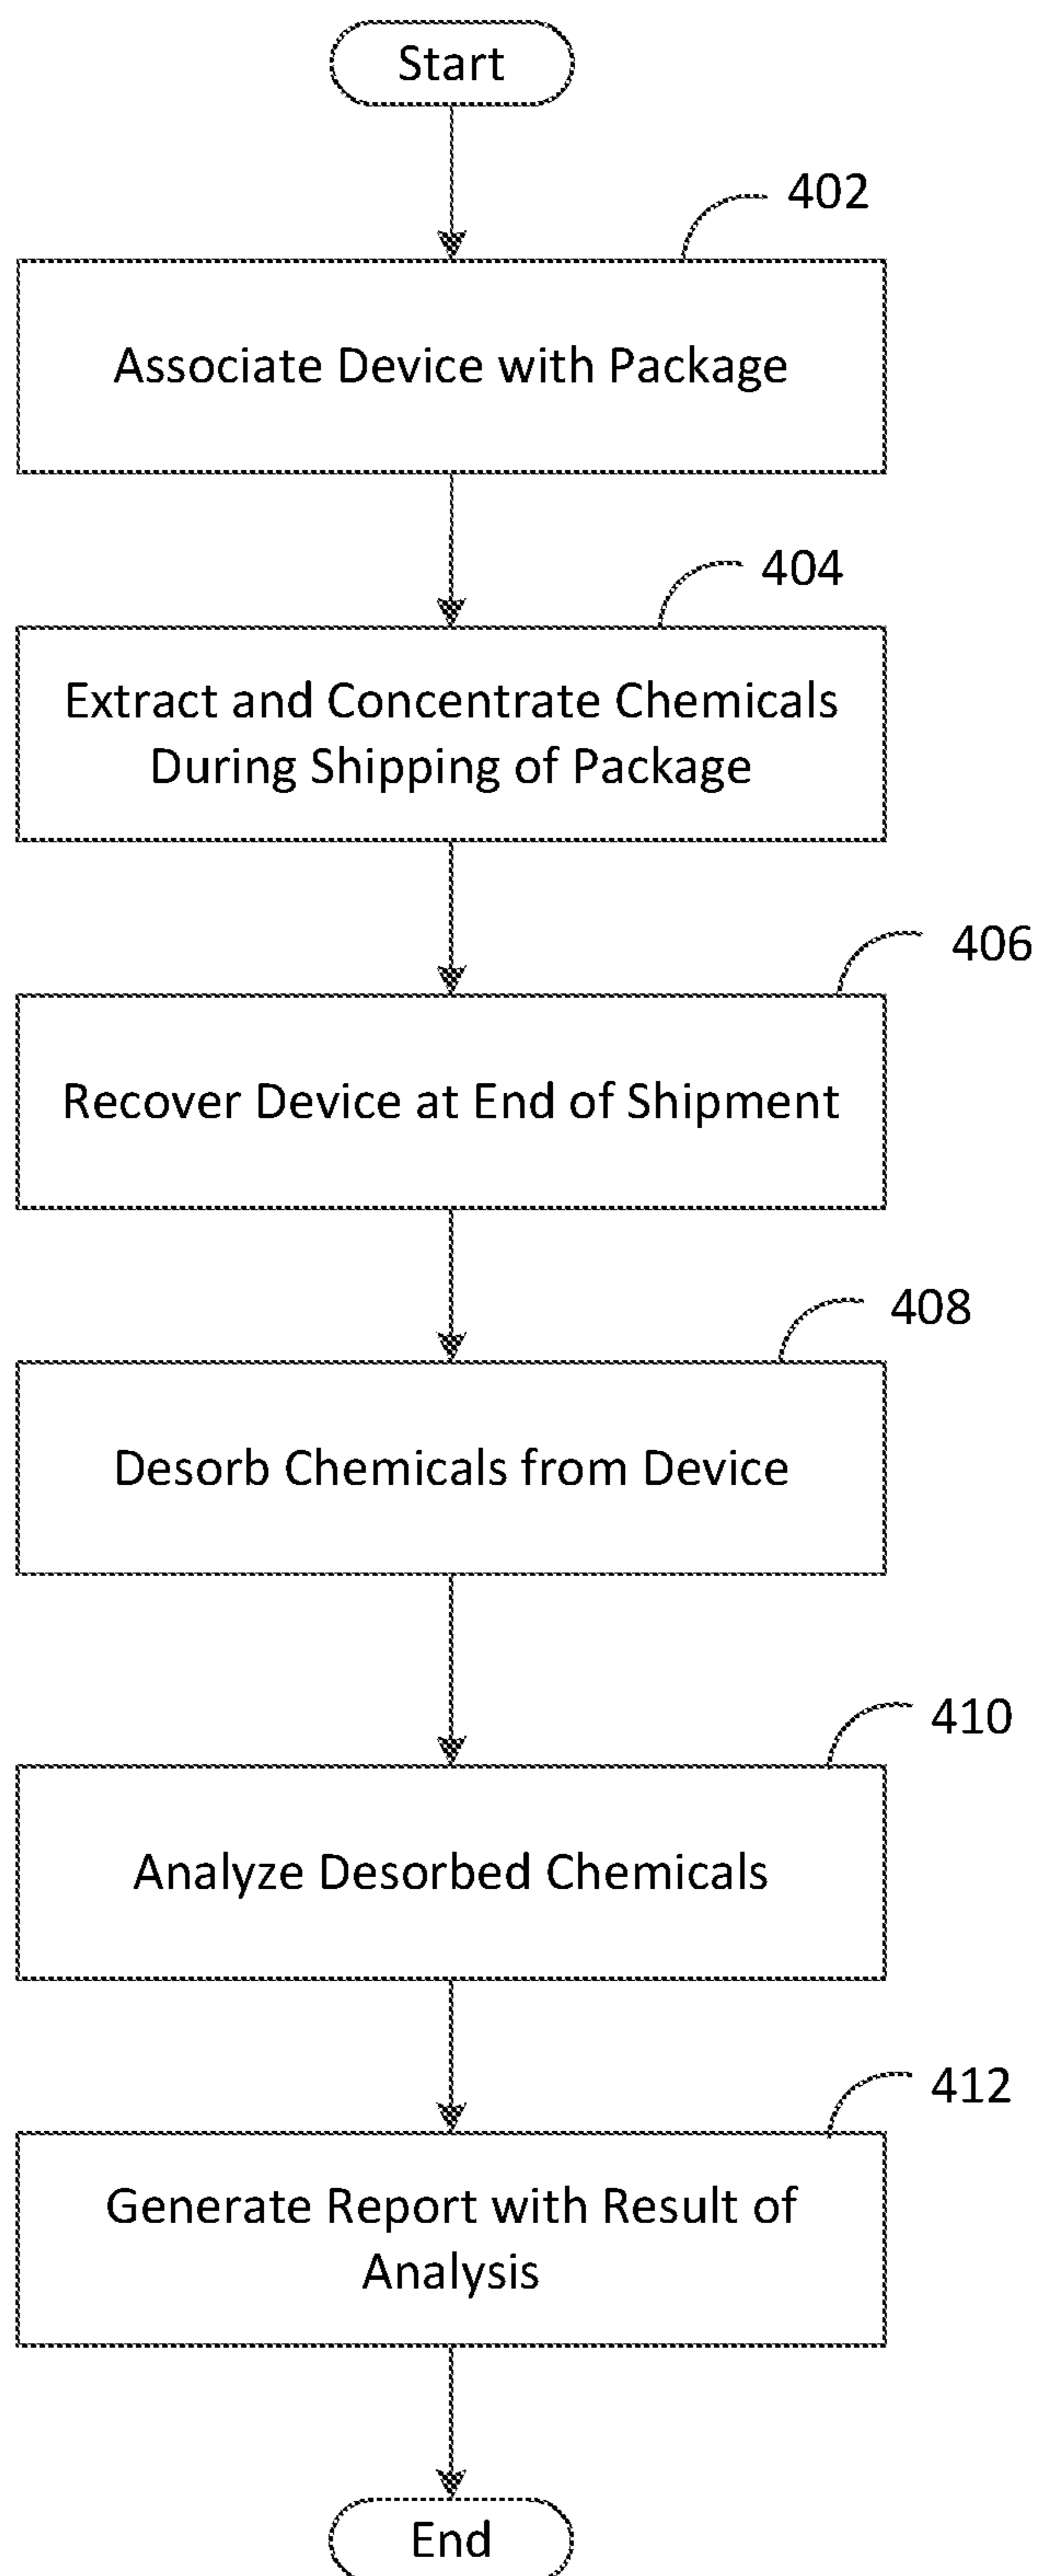 Start
402
Associate Device with Package
404
Extract and Concentrate Chemicals
During Shipping of Package
406
Recover Device at End of Shipment
408
Desorb Chemicals from Device
410
Analyze Desorbed Chemicals
412
Generate Report with Result of
Analysis
End